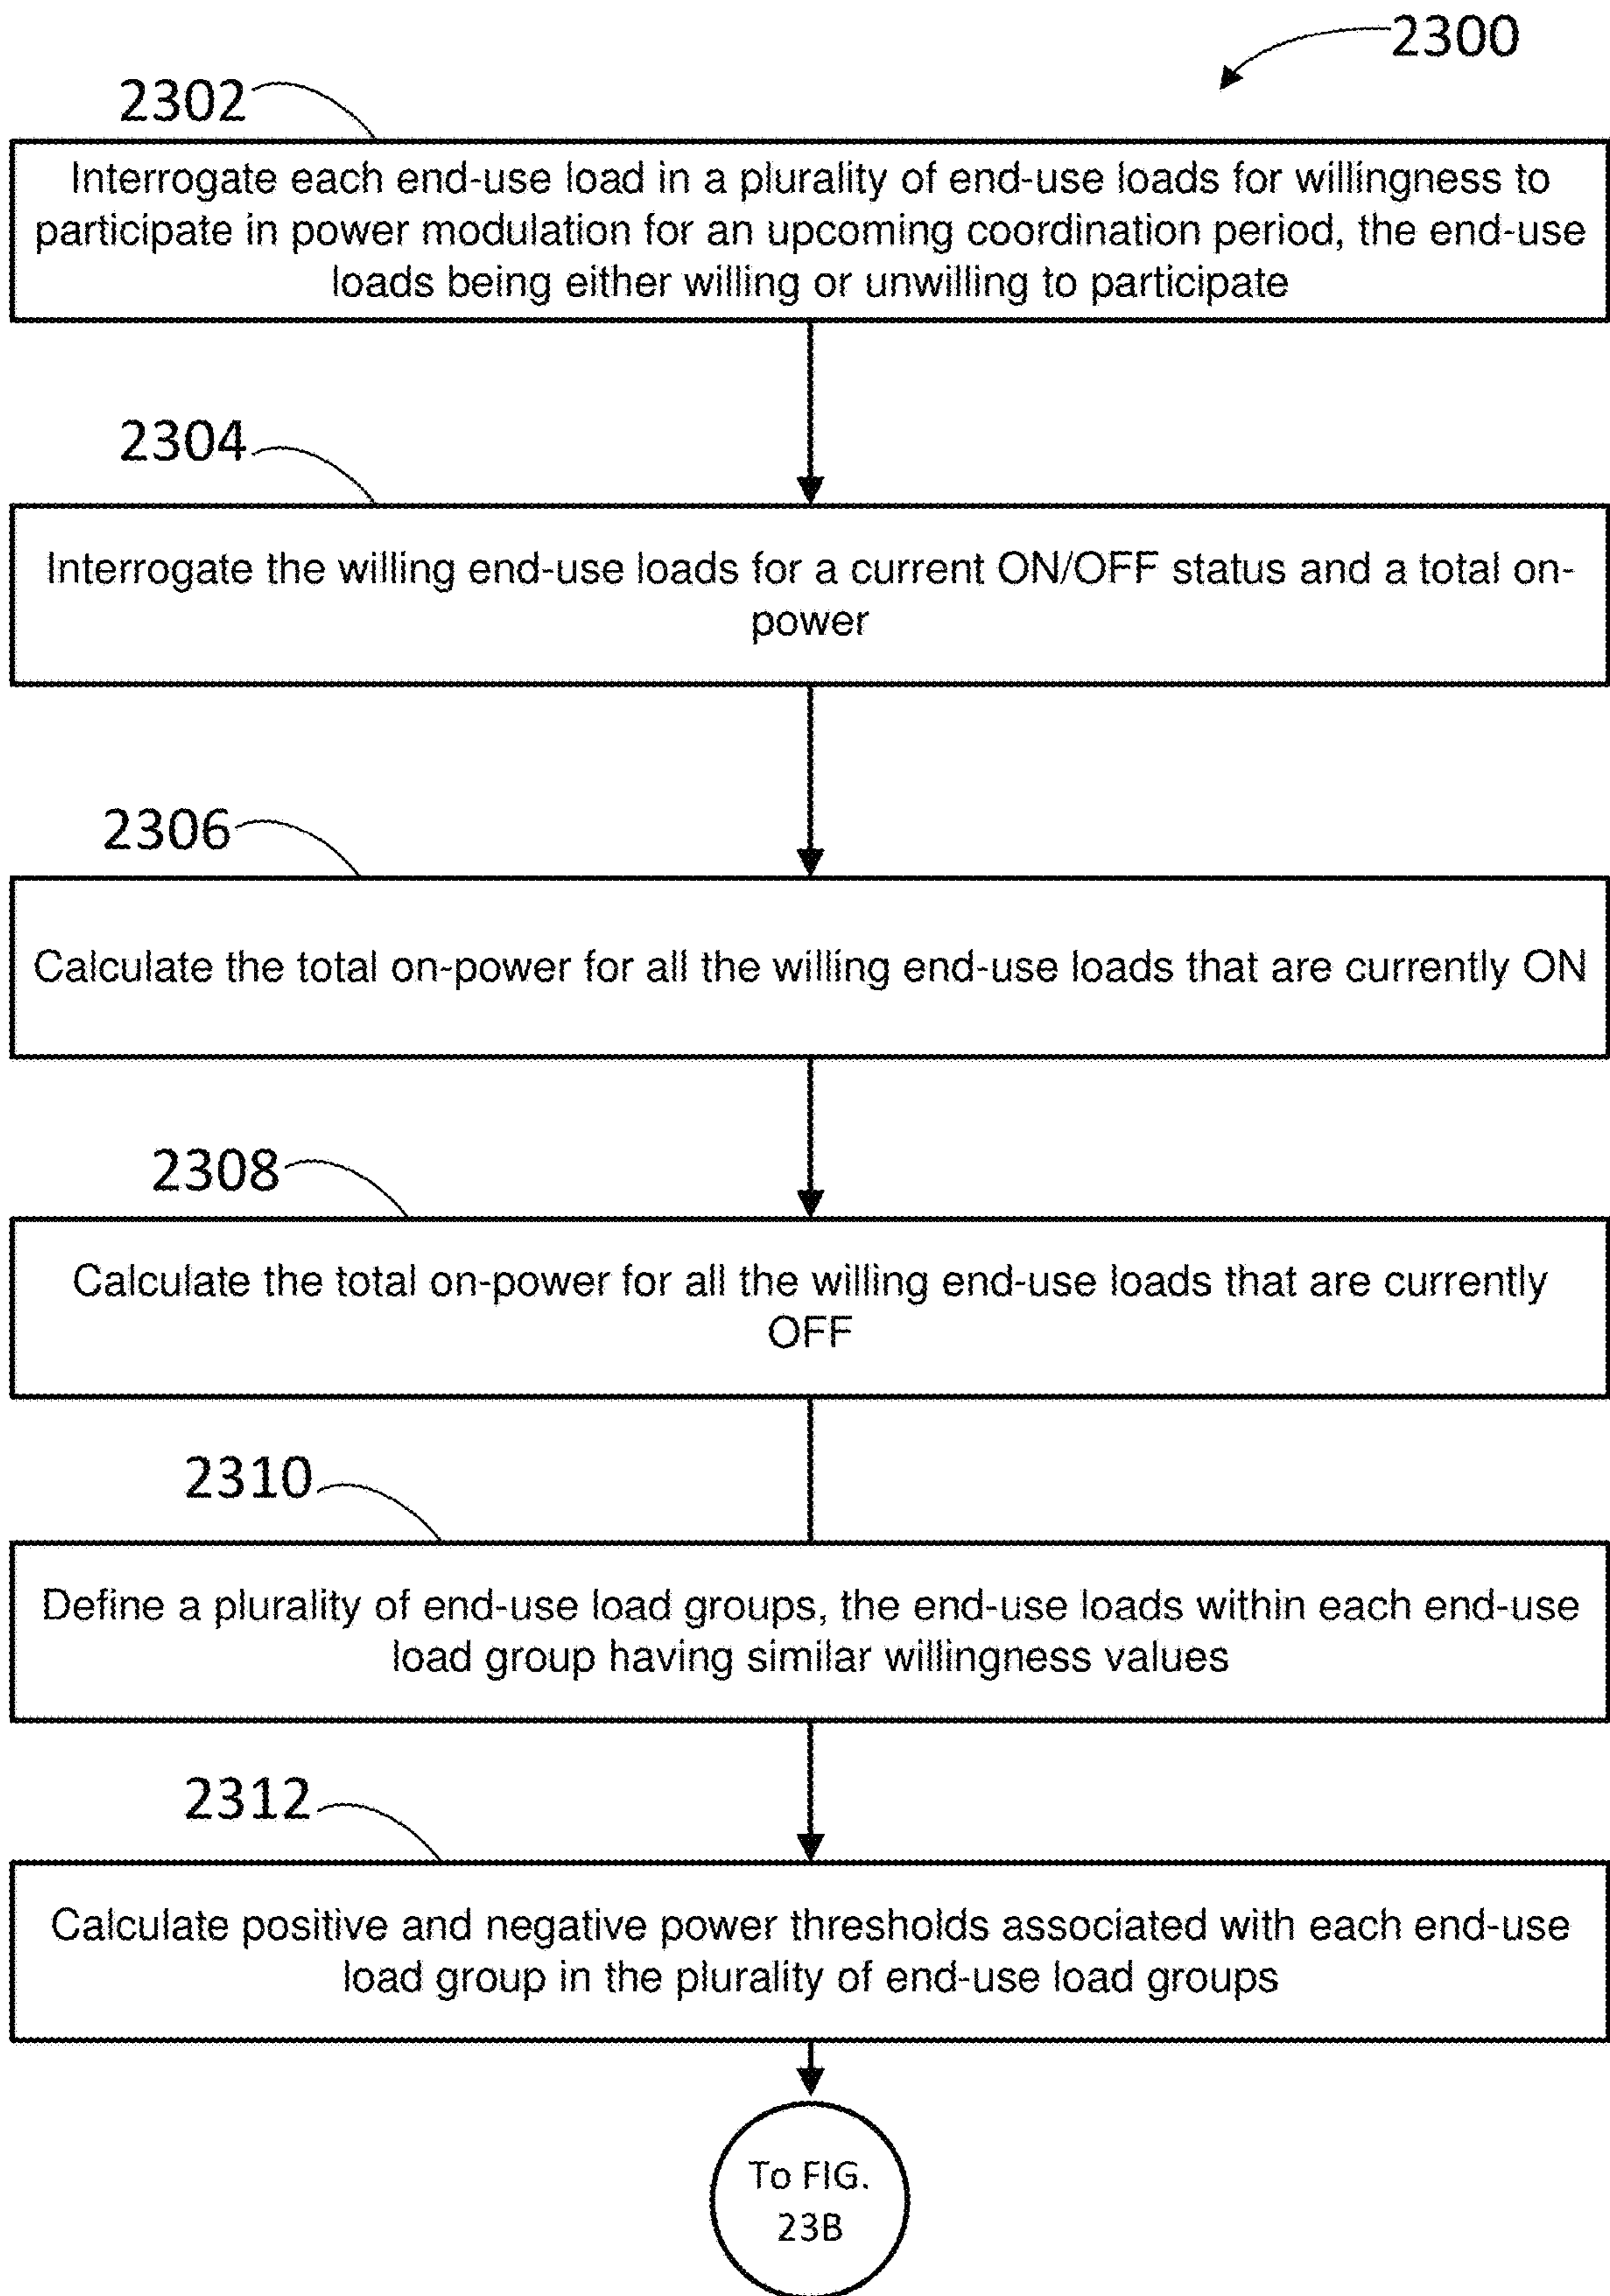 2300
2302
Interrogate each end-use load in a plurality of end-use loads for willingness to
participate in power modulation for an upcoming coordination period, the end-use
loads being either willing or unwilling to participate
2304
Interrogate the willing end-use loads for a current ON/OFF status and a total on-
power
2306
Calculate the total on-power for all the willing end-use loads that are currently ON
2308
Calculate the total on-power for all the willing end-use loads that are currently
OFF
2310
Define a plurality of end-use load groups, the end-use loads within each end-use
load group having similar willingness values
2312
Calculate positive and negative power thresholds associated with each end-use
load group in the plurality of end-use load groups
To FIG.
23B